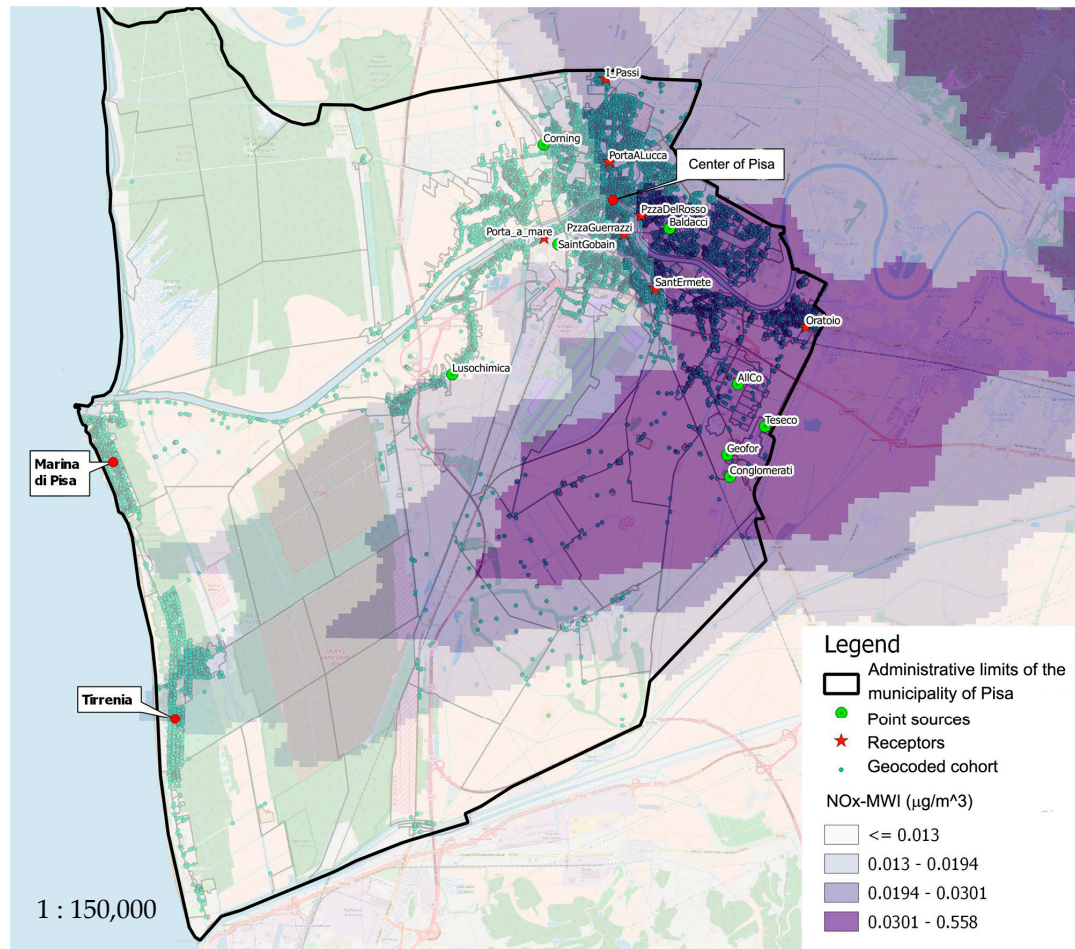 I_Passi
Corning
PortaALucca
Center of Pisa
PzzaDelRosso
Baldacci
PzzaGuerrazzi
Porta_a_mare
SaintGobain
SantErmete
Oratoio
Lusochimica
AllCo
Teseco
Geofor
Conglomerati
Marina
di Pisa
Tirrenia
Legend
Administrative limits of the
municipality of Pisa
Point sources
Receptors
Geocoded cohort
NOx-MWI (µg/m^3)
<= 0.013
0.013 - 0.0194
0.0194 - 0.0301
0.0301 - 0.558
1 : 150,000